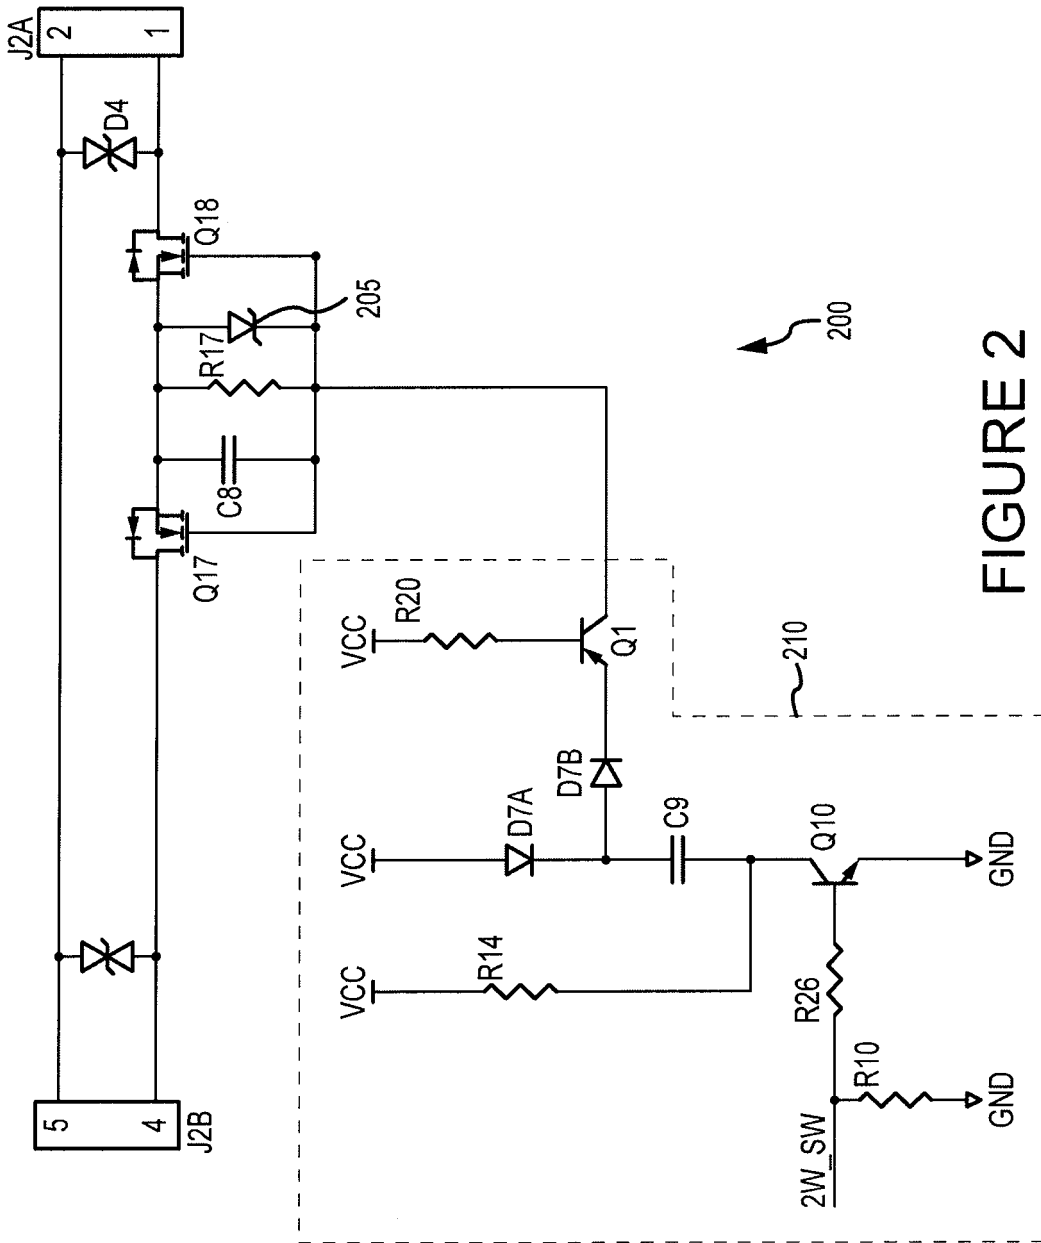 J2A
2
1
D4
Q18
205
R17
C8
Q17
200
VCC
R20
Q1
210
D7B
VCC
D7A
C9
Q10
GND
VCC
R14
R26
R10
GND
2W_SW
5
4
J2B
FIGURE 2